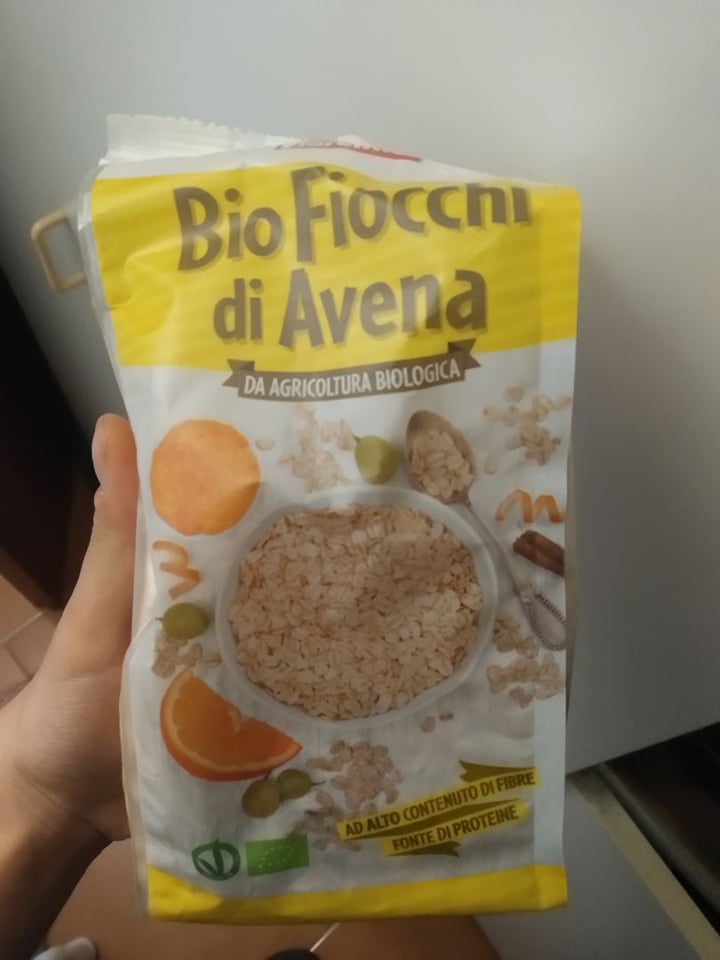 Bio Fiocchi
di Avena
DA AGRICOLTURA BIOLOGICA
AD ALTO CONTENUTO DI FIBRE
FONTE DI PROTEINE